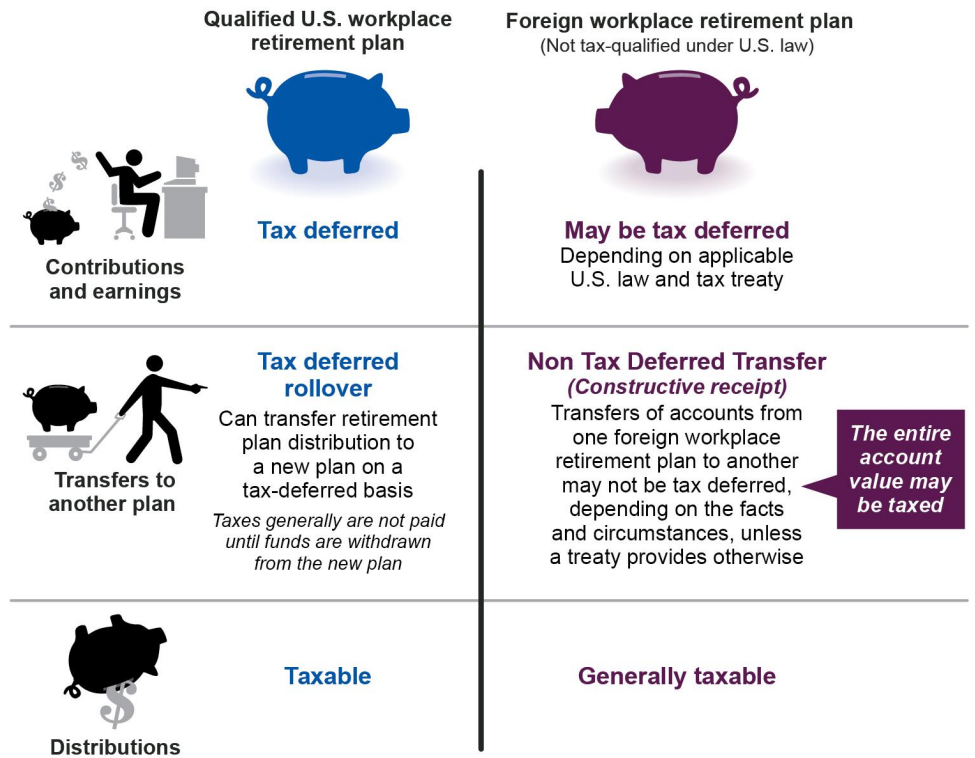 Qualified U.S. workplace
retirement plan
Foreign workplace retirement plan
(Not tax-qualified under U.S. law)
$
$
$
Contributions
and earnings
Tax deferred
May be tax deferred
Depending on applicable
U.S. law and tax treaty
Transfers to
another plan
Tax deferred
rollover
Can transfer retirement
plan distribution to
a new plan on a
tax-deferred basis
Taxes generally are not paid
until funds are withdrawn
from the new plan
Non Tax Deferred Transfer
(Constructive receipt)
Transfers of accounts from
one foreign workplace
retirement plan to another
may not be tax deferred,
depending on the facts
and circumstances, unless
a treaty provides otherwise
The entire
account
value may
be taxed
$
Distributions
Taxable
Generally taxable